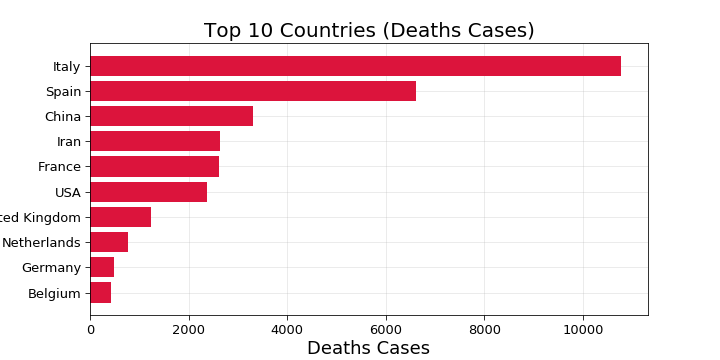 Top 10 Countries (Deaths Cases)
Italy
Spain
China
Iran
France
USA
ted Kingdom
Netherlands
Germany
Belgium
0 2000 4000 6000 8000 10000
Deaths Cases